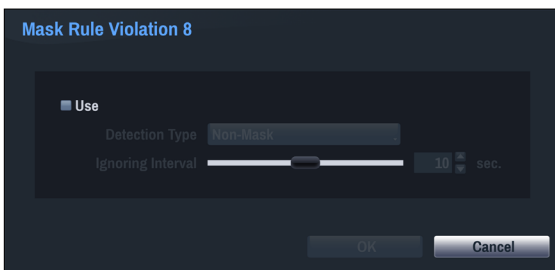 Mask Rule Violation 8
Use
Detection Type Non-Mask
Ignoring Interval 10 sec.
OK Cancel